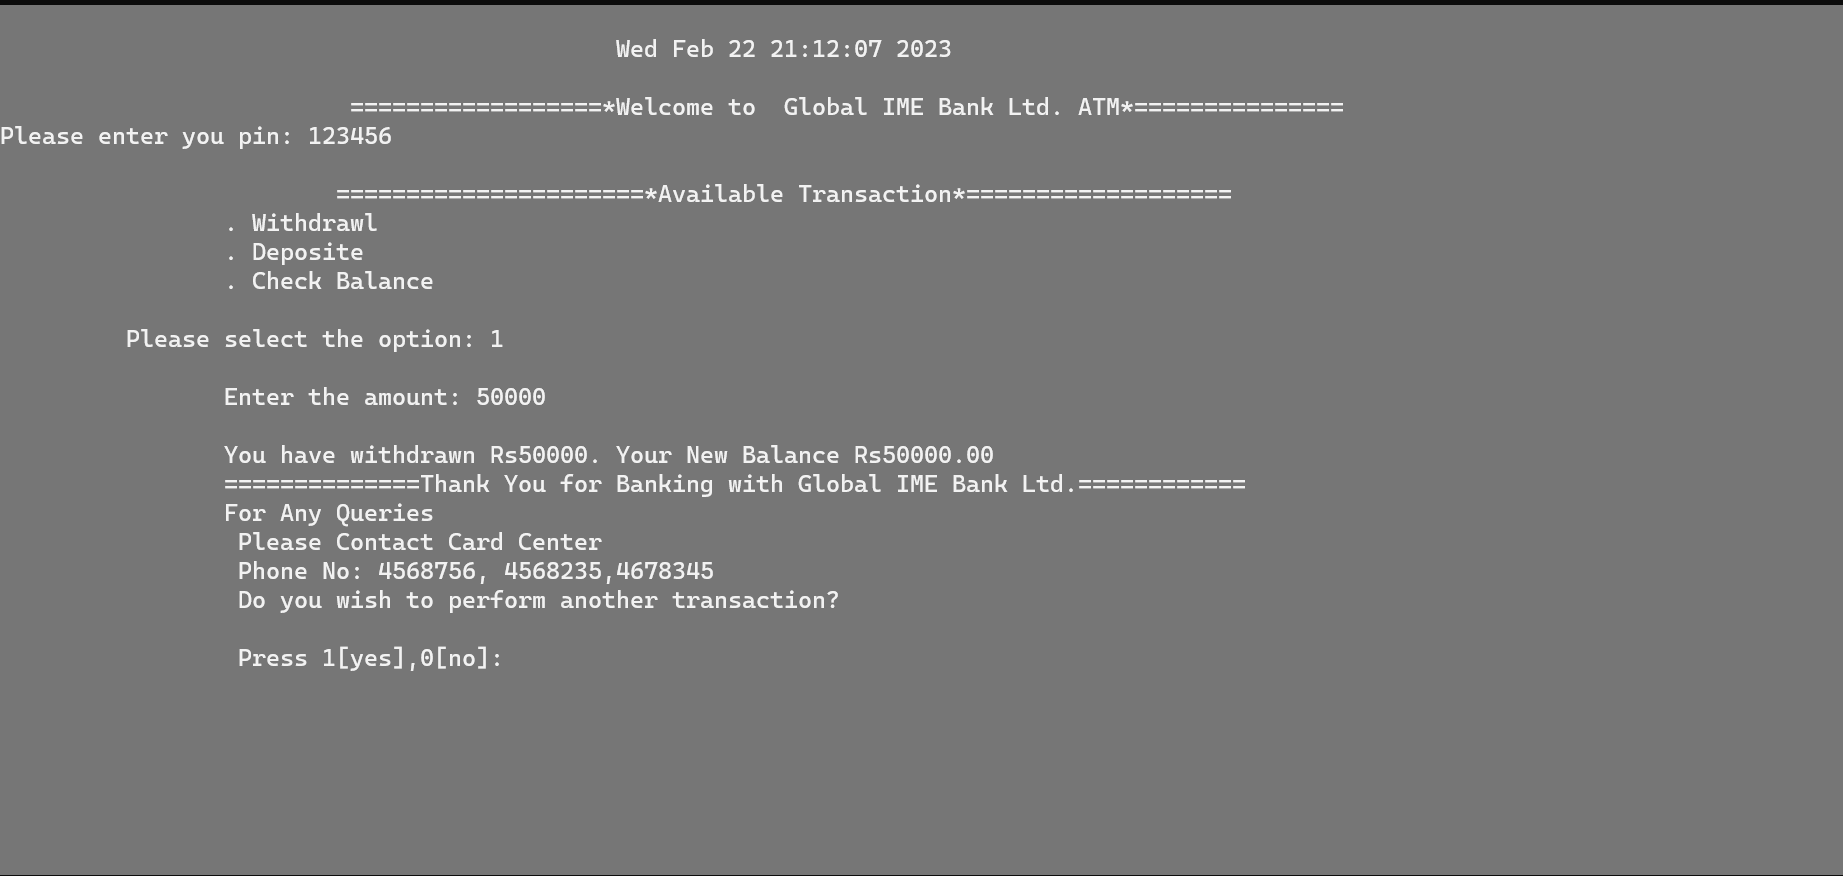 Wed Feb 22 21:12:07 2023
==================*Welcome to  Global IME Bank Ltd. ATM*===============
Please enter you pin: 123456
======================*Available Transaction*===================
. Withdrawl
. Deposite
. Check Balance
Please select the option: 1
Enter the amount: 50000
You have withdrawn Rs50000. Your New Balance Rs50000.00
==============Thank You for Banking with Global IME Bank Ltd.============
For Any Queries
Please Contact Card Center
Phone No: 4568756, 4568235,4678345
Do you wish to perform another transaction?
Press 1[yes],0[no]: